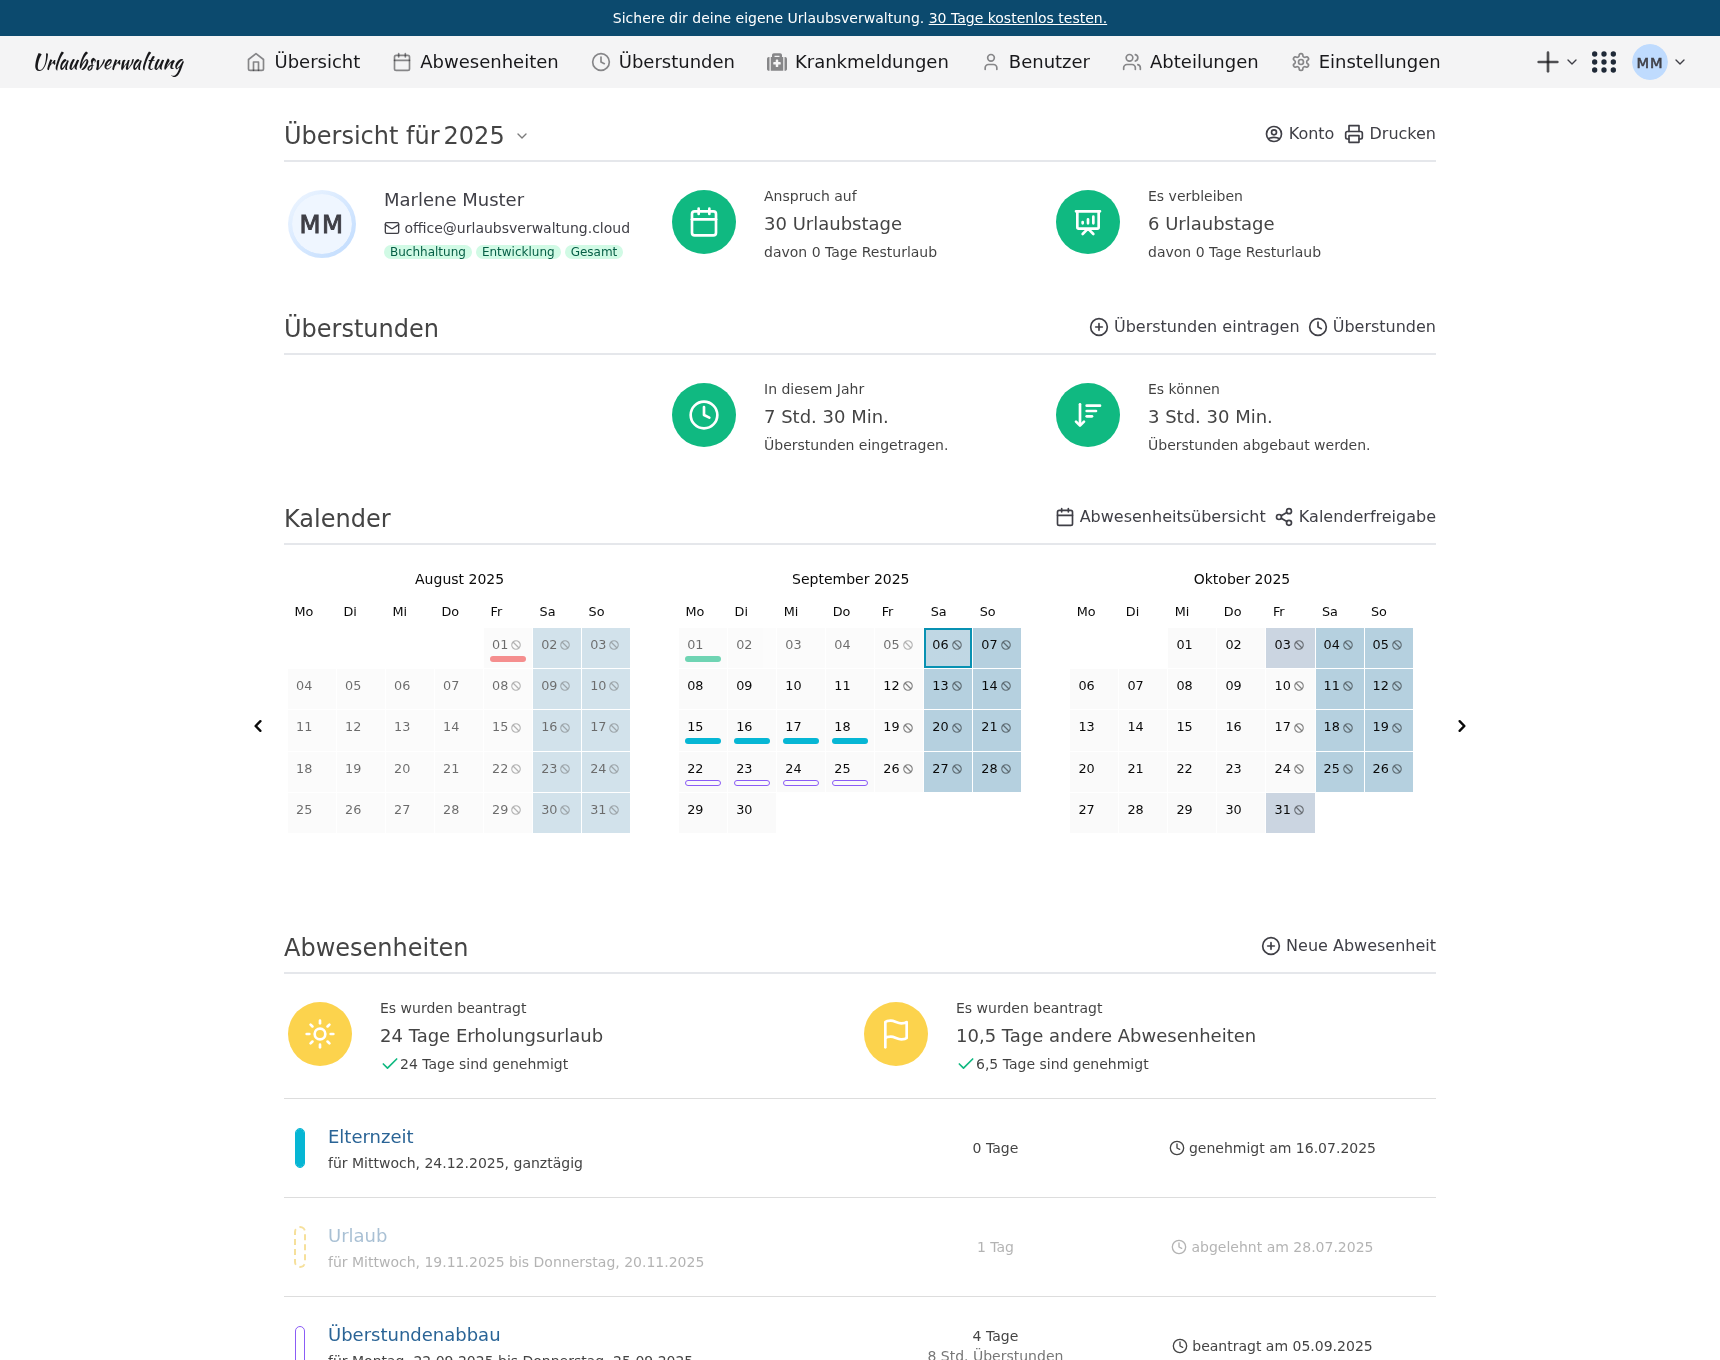 Sichere dir deine eigene Urlaubsverwaltung. 30 Tage kostenlos testen.
Urlaubsverwaltung Übersicht Abwesenheiten Überstunden Krankmeldungen Benutzer Abteilungen Einstellungen MM
Übersicht für 2025 Konto Drucken
MM
Marlene Muster
office@urlaubsverwaltung.cloud
Buchhaltung Entwicklung Gesamt
Anspruch auf
30 Urlaubstage
davon 0 Tage Resturlaub
Es verbleiben
6 Urlaubstage
davon 0 Tage Resturlaub
Überstunden Überstunden eintragen Überstunden
In diesem Jahr
7 Std. 30 Min.
Überstunden eingetragen.
Es können
3 Std. 30 Min.
Überstunden abgebaut werden.
Kalender Abwesenheitsübersicht Kalenderfreigabe
August 2025
Mo Di Mi Do Fr Sa So
01 02 03
04 05 06 07 08 09 10
11 12 13 14 15 16 17
18 19 20 21 22 23 24
25 26 27 28 29 30 31
September 2025
Mo Di Mi Do Fr Sa So
01 02 03 04 05 06 07
08 09 10 11 12 13 14
15 16 17 18 19 20 21
22 23 24 25 26 27 28
29 30
Oktober 2025
Mo Di Mi Do Fr Sa So
01 02 03 04 05
06 07 08 09 10 11 12
13 14 15 16 17 18 19
20 21 22 23 24 25 26
27 28 29 30 31
Abwesenheiten Neue Abwesenheit
Es wurden beantragt
24 Tage Erholungsurlaub
24 Tage sind genehmigt
Es wurden beantragt
10,5 Tage andere Abwesenheiten
6,5 Tage sind genehmigt
Elternzeit
für Mittwoch, 24.12.2025, ganztägig
0 Tage
genehmigt am 16.07.2025
Urlaub
für Mittwoch, 19.11.2025 bis Donnerstag, 20.11.2025
1 Tag
abgelehnt am 28.07.2025
Überstundenabbau
für Montag, 22.09.2025 bis Donnerstag, 25.09.2025
4 Tage
8 Std. Überstunden
beantragt am 05.09.2025